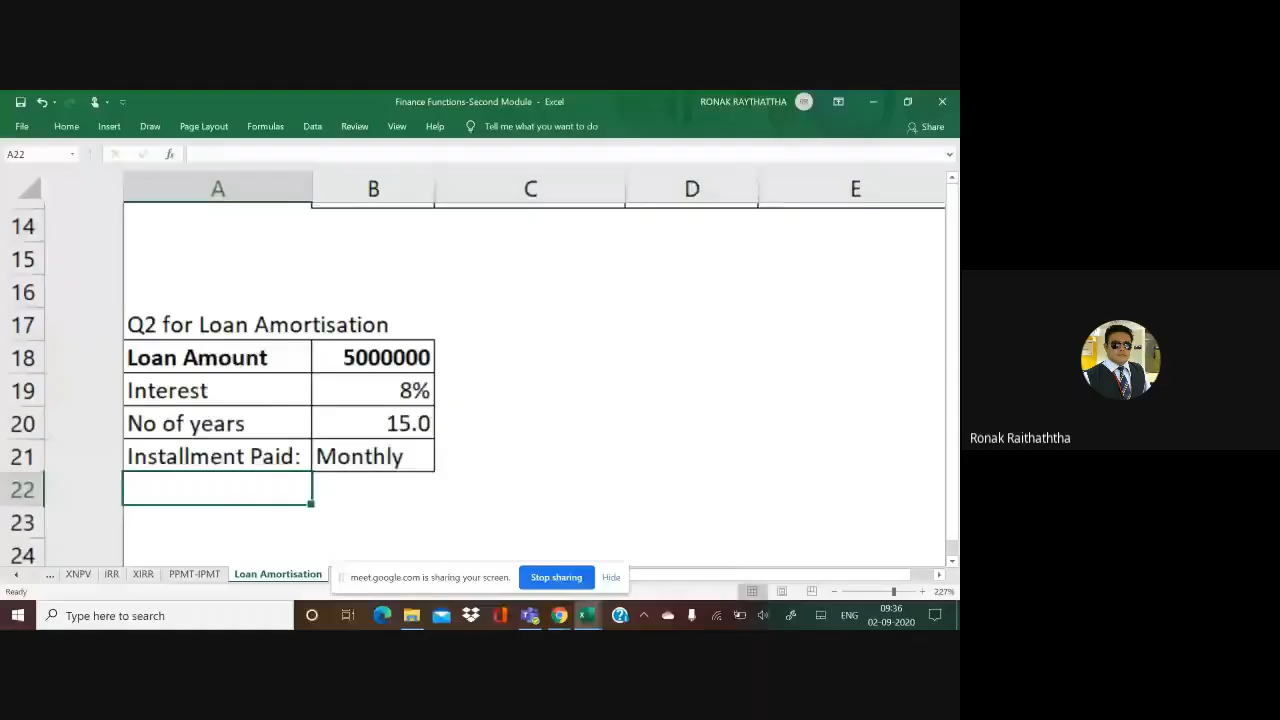 Finance Functions-Second Module - Excel
RONAK RAYTHATTHA
RR
File Home Insert Draw Page Layout Formulas Data Review View Help Tell me what you want to do Share
A22 fx
A B C D E
14
15
16
17 Q2 for Loan Amortisation
18 Loan Amount 5000000
19 Interest 8%
20 No of years 15.0
21 Installment Paid: Monthly
22
23
24
... XNPV IRR XIRR PPMT-IPMT Loan Amortisation
meet.google.com is sharing your screen. Stop sharing Hide
Ready 227%
Type here to search
ENG 09:36
02-09-2020
Ronak Raithaththa